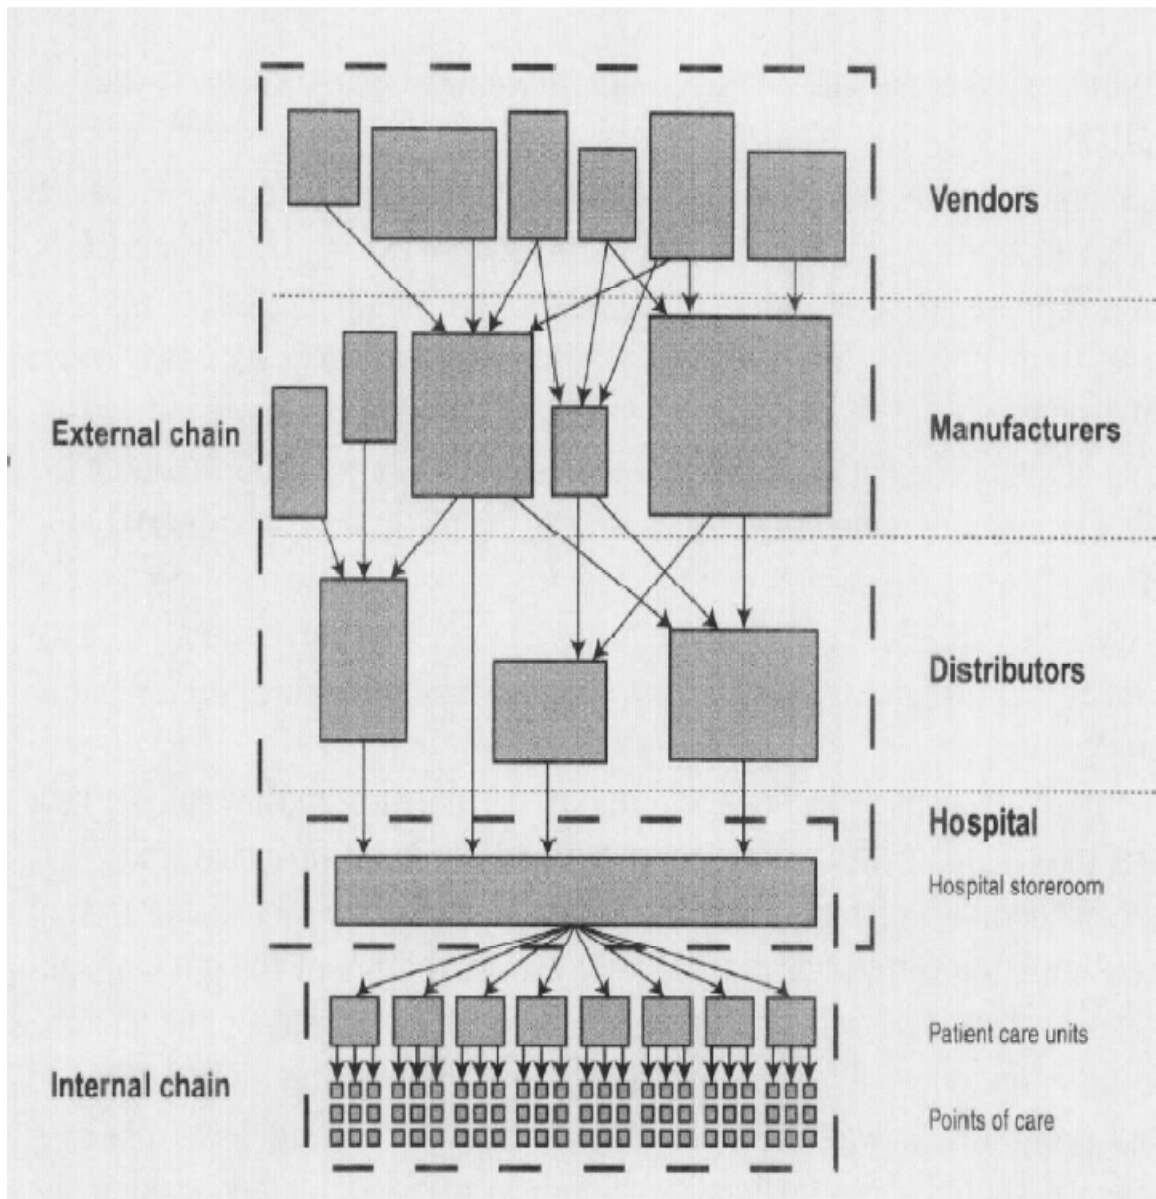 Vendors
External chain
Manufacturers
Distributors
Hospital
Hospital storeroom
Patient care units
Internal chain
Points of care